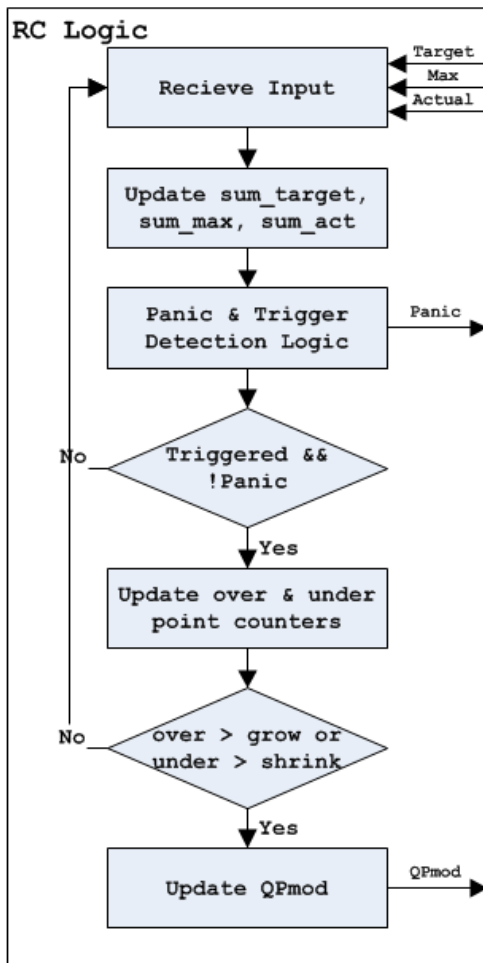 RC Logic
Target
Max
Actual
Recieve Input
Update sum_target,
sum_max, sum_act
Panic & Trigger
Detection Logic
Panic
Triggered &&
!Panic
No
Yes
Update over & under
point counters
over > grow or
under > shrink
No
Yes
Update QPmod
QPmod